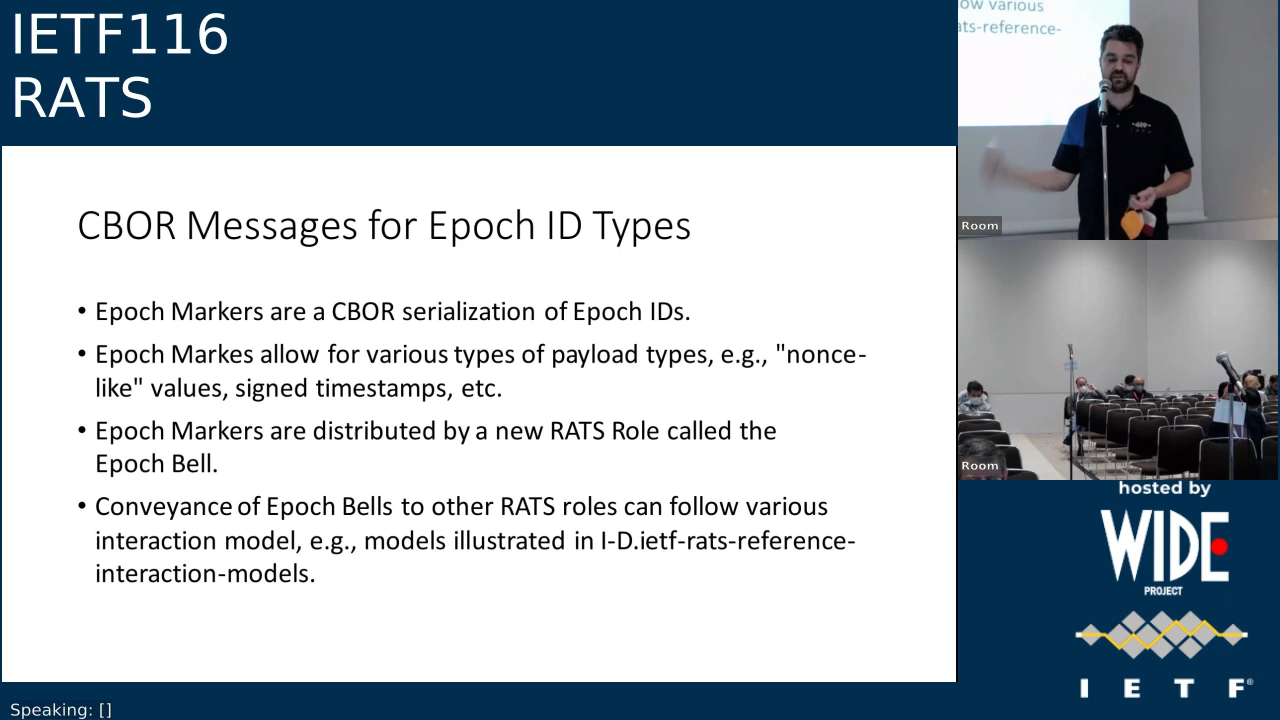 IETF116
RATS
CBOR Messages for Epoch ID Types
• Epoch Markers are a CBOR serialization of Epoch IDs.
• Epoch Markes allow for various types of payload types, e.g., "nonce-
like" values, signed timestamps, etc.
• Epoch Markers are distributed by a new RATS Role called the
Epoch Bell.
• Conveyance of Epoch Bells to other RATS roles can follow various
interaction model, e.g., models illustrated in I-D.ietf-rats-reference-
interaction-models.
Speaking: []
ow various
ats-reference-
Room
Room
hosted by
WIDE
PROJECT
I E T F®